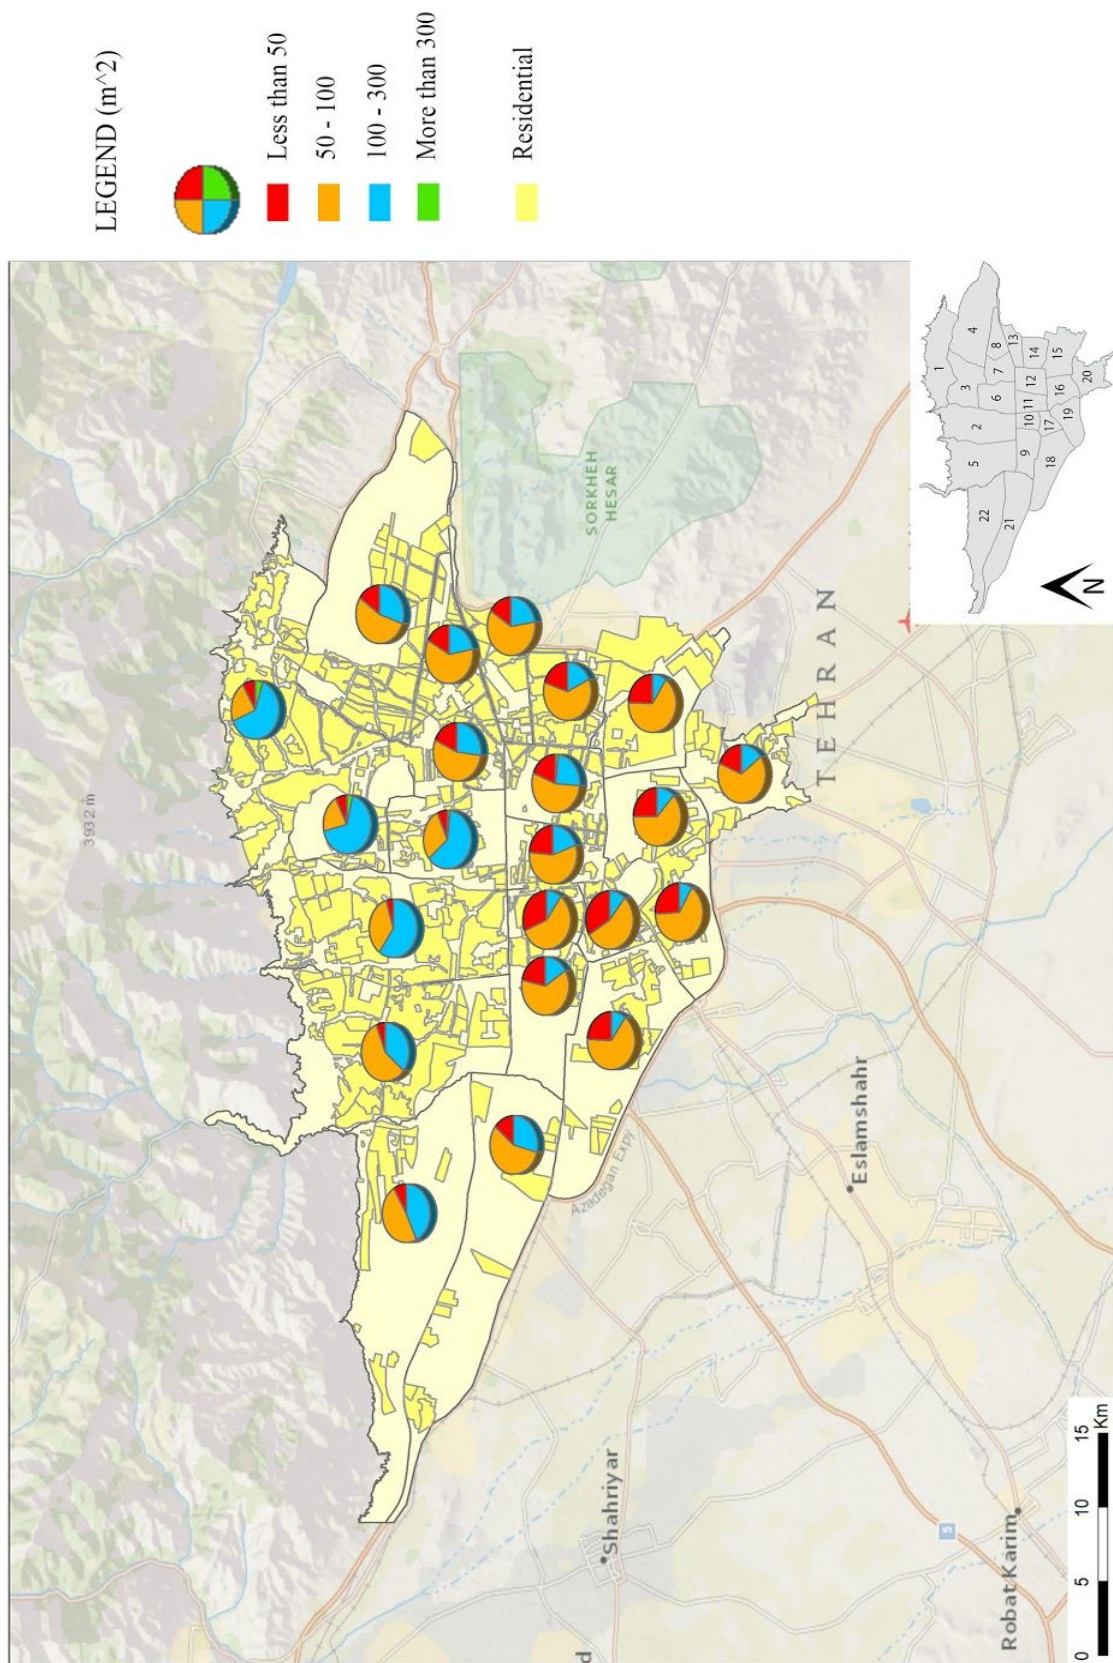 LEGEND (m^2)
Less than 50
50 - 100
100 - 300
More than 300
Residential
3932 m
SORKHEH
HESAR
TEHRAN
Azadegan Expy
Eslamshahr
Shahriyar
Robat Karim
5
d
0 5 10 15
Km
N
1
2
3
4
5
6
7
8
9
10
11
12
13
14
15
16
17
18
19
20
21
22